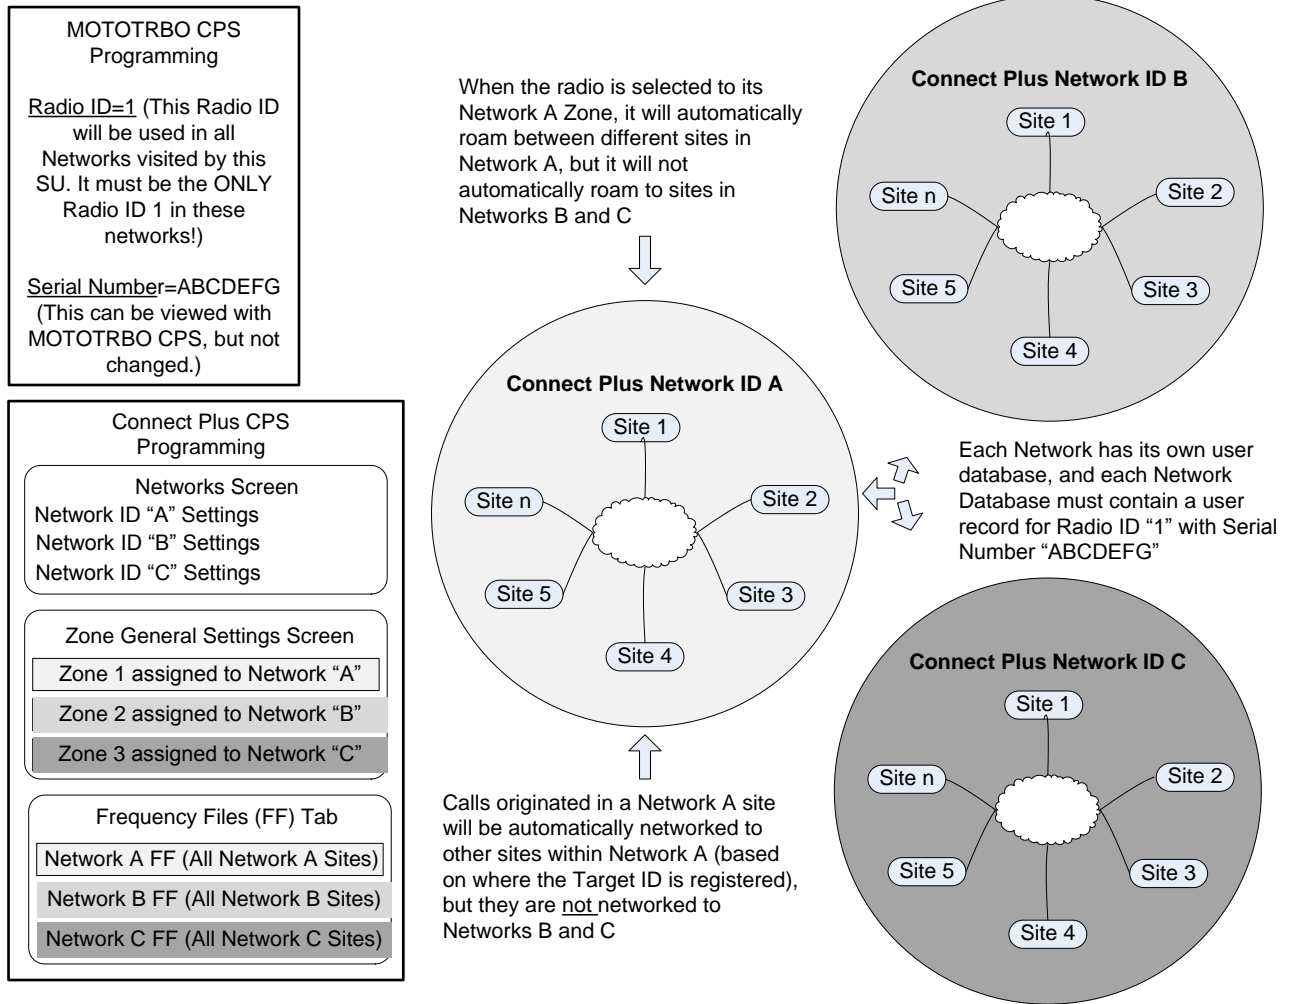 MOTOTRBO CPS
Programming
Radio ID=1 (This Radio ID
will be used in all
Networks visited by this
SU. It must be the ONLY
Radio ID 1 in these
networks!)
Serial Number=ABCDEFG
(This can be viewed with
MOTOTRBO CPS, but not
changed.)
Connect Plus CPS
Programming
Networks Screen
Network ID “A” Settings
Network ID “B” Settings
Network ID “C” Settings
Zone General Settings Screen
Zone 1 assigned to Network “A”
Zone 2 assigned to Network “B”
Zone 3 assigned to Network “C”
Frequency Files (FF) Tab
Network A FF (All Network A Sites)
Network B FF (All Network B Sites)
Network C FF (All Network C Sites)
When the radio is selected to its
Network A Zone, it will automatically
roam between different sites in
Network A, but it will not
automatically roam to sites in
Networks B and C
Connect Plus Network ID A
Site 1
Site n
Site 2
Site 5
Site 3
Site 4
Calls originated in a Network A site
will be automatically networked to
other sites within Network A (based
on where the Target ID is registered),
but they are not networked to
Networks B and C
Connect Plus Network ID B
Site 1
Site n
Site 2
Site 5
Site 3
Site 4
Each Network has its own user
database, and each Network
Database must contain a user
record for Radio ID “1” with Serial
Number “ABCDEFG”
Connect Plus Network ID C
Site 1
Site n
Site 2
Site 5
Site 3
Site 4